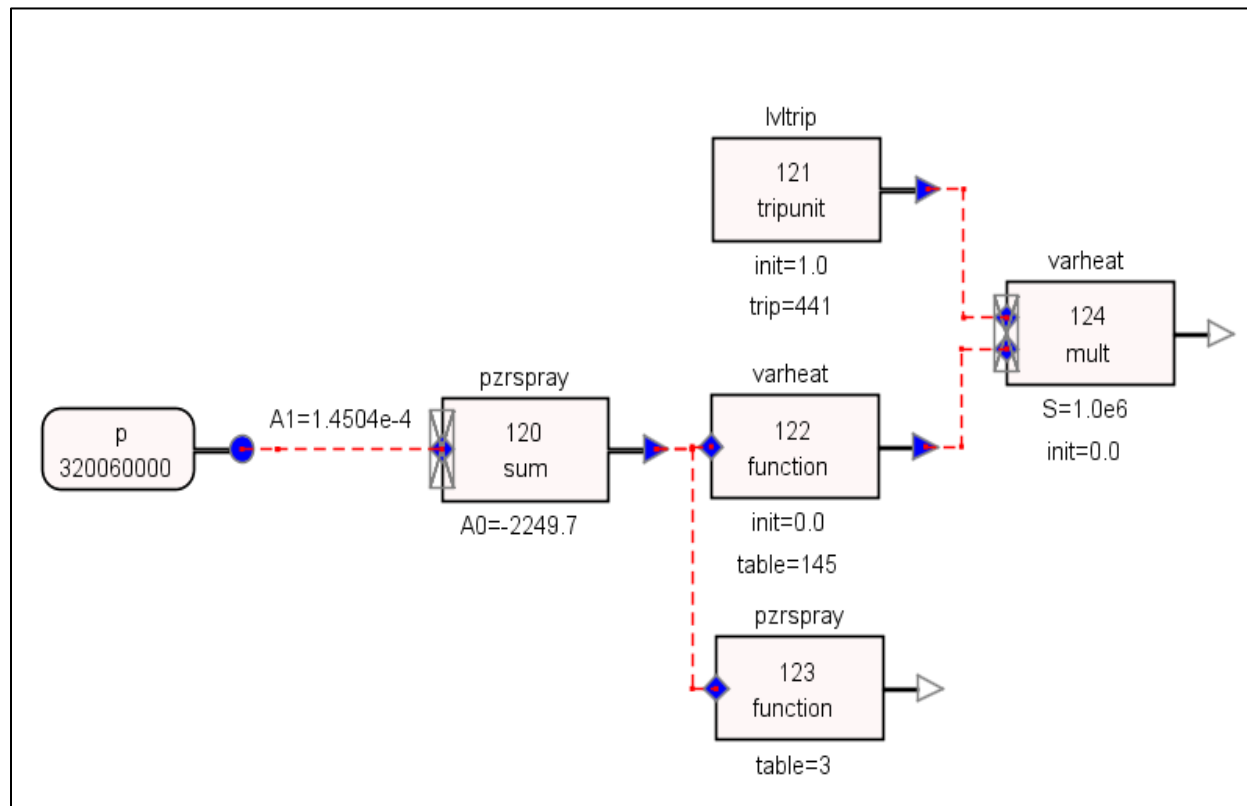 lvltrip
121
tripunit
init=1.0
trip=441
varheat
124
mult
S=1.0e6
init=0.0
p
320060000
A1=1.4504e-4
pzrspray
120
sum
A0=-2249.7
varheat
122
function
init=0.0
table=145
pzrspray
123
function
table=3